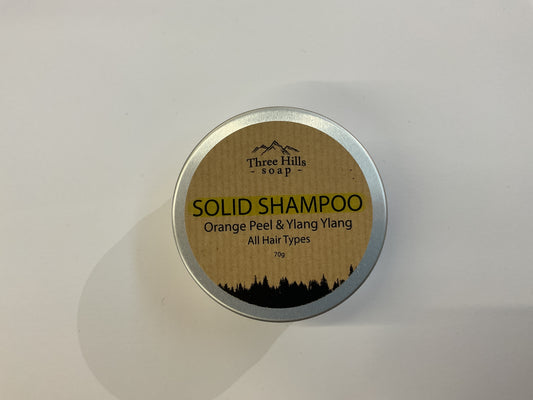 Three Hills
- soap -
SOLID SHAMPOO
Orange Peel & Ylang Ylang
All Hair Types
70g